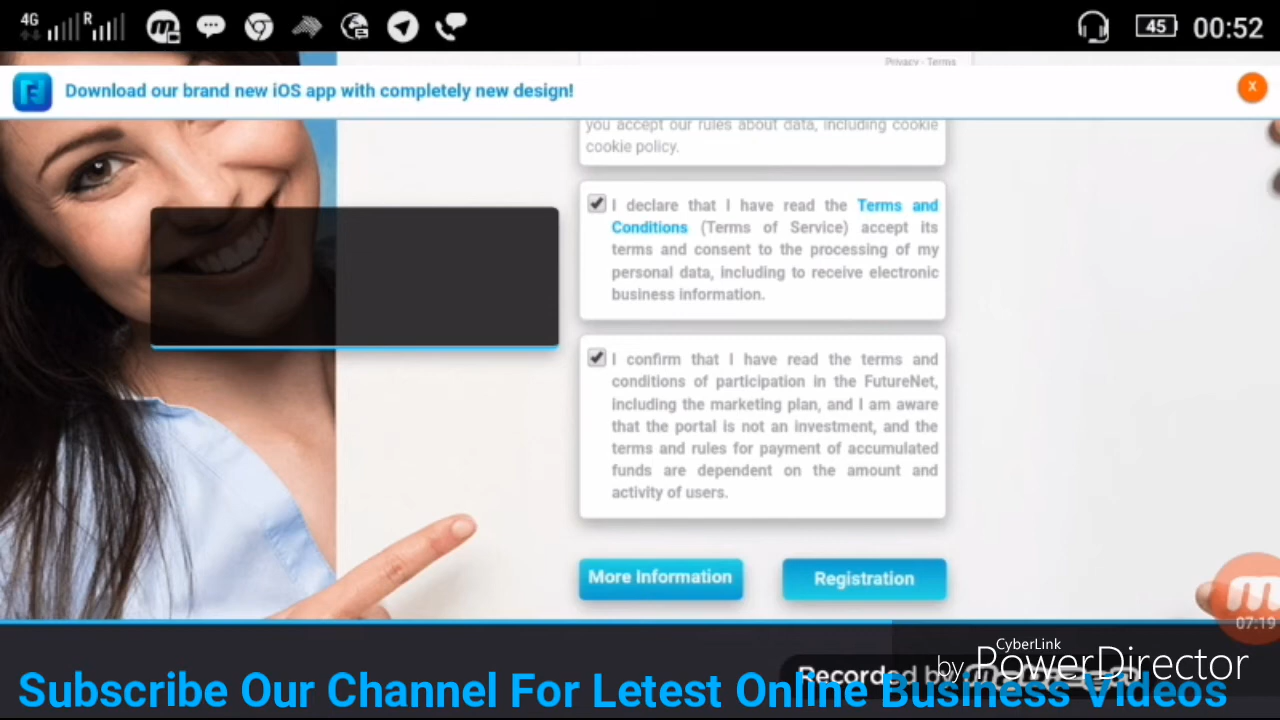 4G R 45 00:52
Privacy - Terms
Download our brand new iOS app with completely new design! X
you accept our rules about data, including cookie
cookie policy.
I declare that I have read the Terms and
Conditions (Terms of Service) accept its
terms and consent to the processing of my
personal data, including to receive electronic
business information.
I confirm that I have read the terms and
conditions of participation in the FutureNet,
including the marketing plan, and I am aware
that the portal is not an investment, and the
terms and rules for payment of accumulated
funds are dependent on the amount and
activity of users.
More Information Registration
07:19
CyberLink
by PowerDirector
Recorded by
Subscribe Our Channel For Letest Online Business Videos